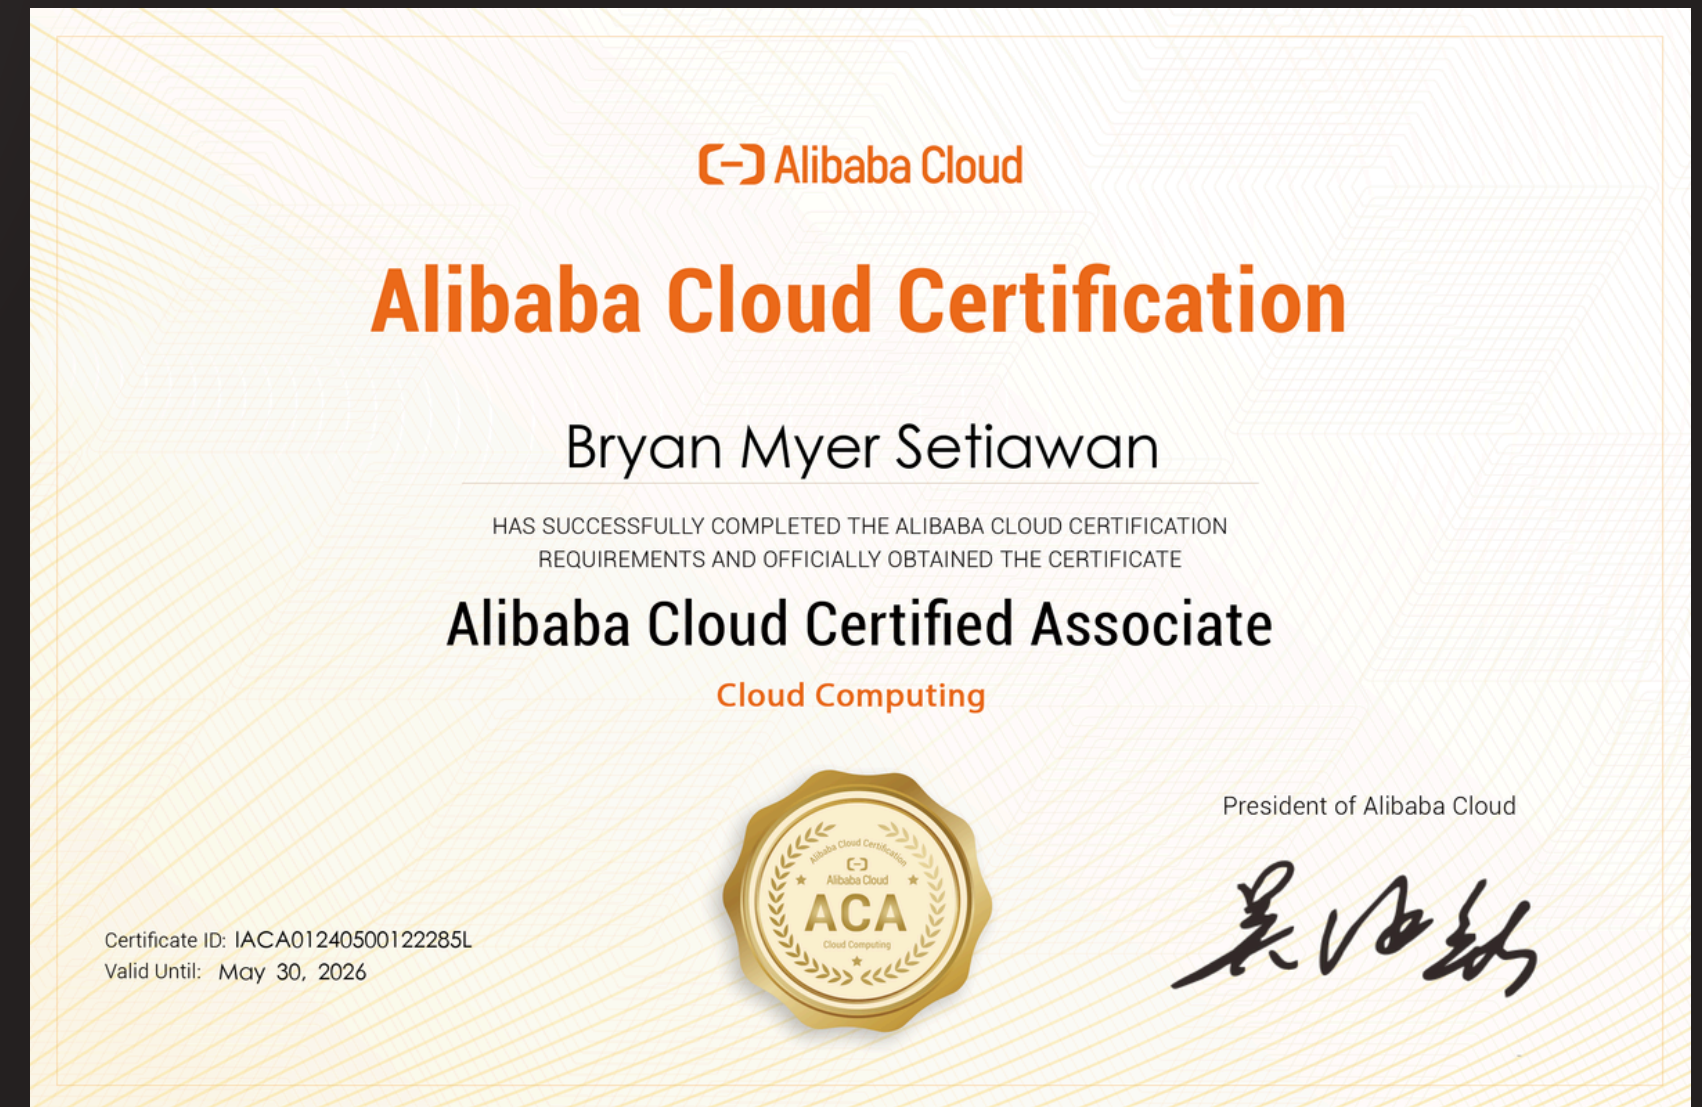 Alibaba Cloud
Alibaba Cloud Certification
Bryan Myer Setiawan
HAS SUCCESSFULLY COMPLETED THE ALIBABA CLOUD CERTIFICATION
REQUIREMENTS AND OFFICIALLY OBTAINED THE CERTIFICATE
Alibaba Cloud Certified Associate
Cloud Computing
Alibaba Cloud Certification
Alibaba Cloud
ACA
Cloud Computing
President of Alibaba Cloud
Certificate ID: IACA01240500122285L
Valid Until: May 30, 2026